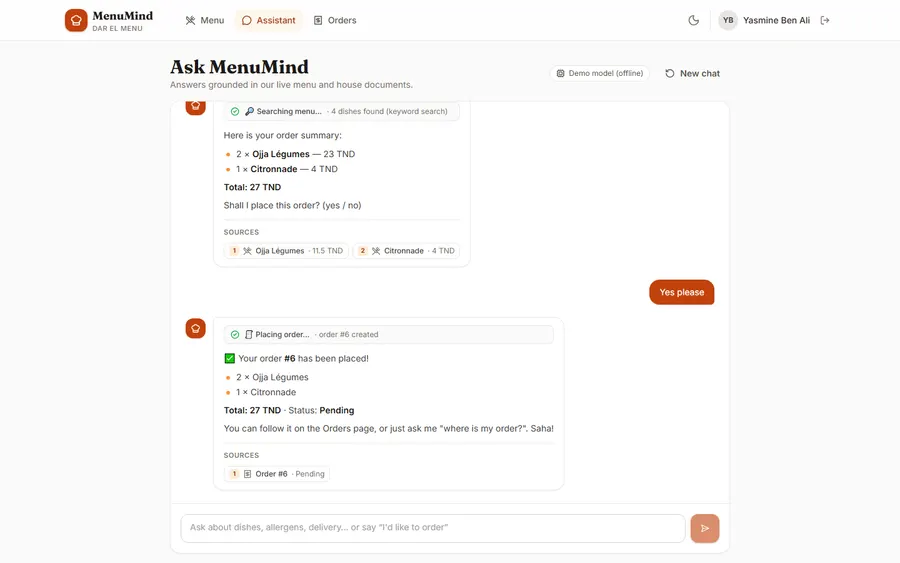 MenuMind
DAR EL MENU
Menu
Assistant
Orders
YB
Yasmine Ben Ali
Ask MenuMind
Answers grounded in our live menu and house documents.
Demo model (offline)
New chat
Searching menu... · 4 dishes found (keyword search)
Here is your order summary:
2 × Ojja Légumes — 23 TND
1 × Citronnade — 4 TND
Total: 27 TND
Shall I place this order? (yes / no)
SOURCES
1 Ojja Légumes · 11.5 TND
2 Citronnade · 4 TND
Yes please
Placing order... · order #6 created
Your order #6 has been placed!
2 × Ojja Légumes
1 × Citronnade
Total: 27 TND · Status: Pending
You can follow it on the Orders page, or just ask me "where is my order?". Saha!
SOURCES
1 Order #6 · Pending
Ask about dishes, allergens, delivery... or say "I'd like to order"